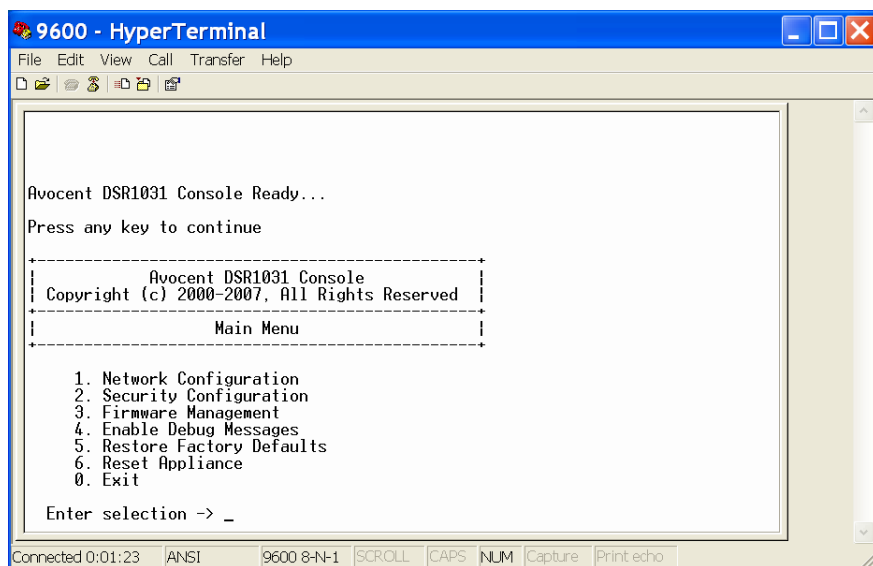 9600 - HyperTerminal
File Edit View Call Transfer Help
Avocent DSR1031 Console Ready...
Press any key to continue
+-----------------------------------------------+
| Avocent DSR1031 Console |
| Copyright (c) 2000-2007, All Rights Reserved |
+-----------------------------------------------+
| Main Menu |
+-----------------------------------------------+
1. Network Configuration
2. Security Configuration
3. Firmware Management
4. Enable Debug Messages
5. Restore Factory Defaults
6. Reset Appliance
0. Exit
Enter selection -> _
Connected 0:01:23 ANSI 9600 8-N-1 SCROLL CAPS NUM Capture Print echo